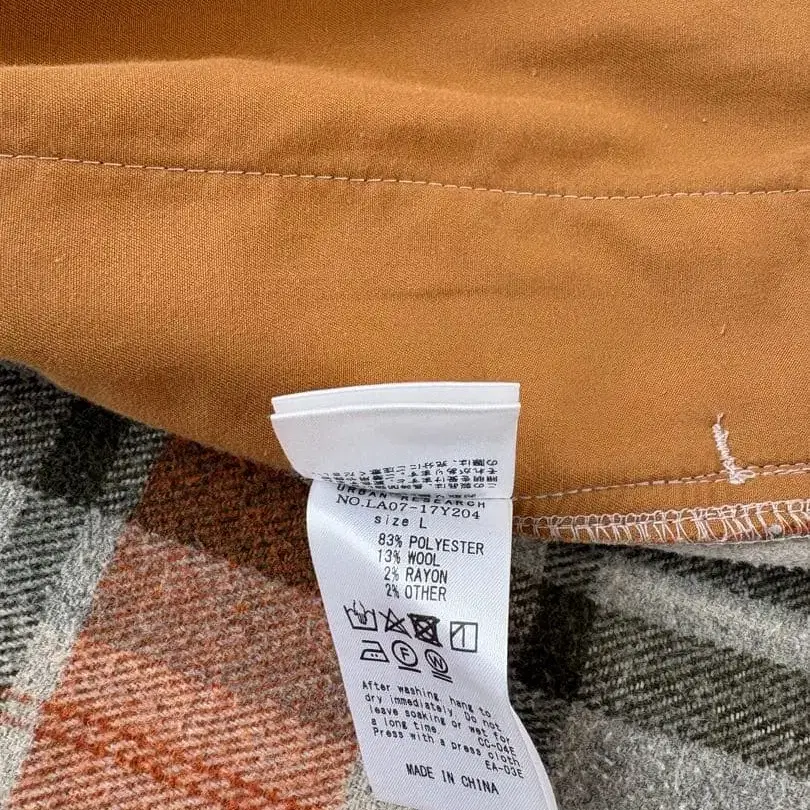 URBAN RESEARCH
NO.LA07-17Y204
size L
83% POLYESTER
13% WOOL
2% RAYON
2% OTHER
F
W
After washing, hang to
dry immediately. Do not
leave soaking or wet for
a long time.
CC-04E
Press with a press cloth
EA-03E
MADE IN CHINA